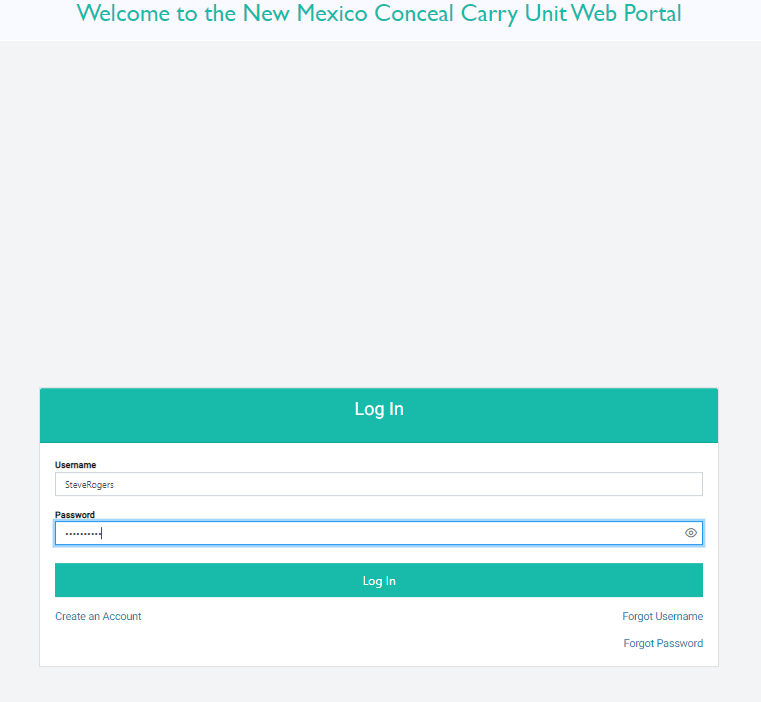 Welcome to the New Mexico Conceal Carry Unit Web Portal
Log In
Username
SteveRogers
Password
••••••••••
Log In
Create an Account
Forgot Username
Forgot Password